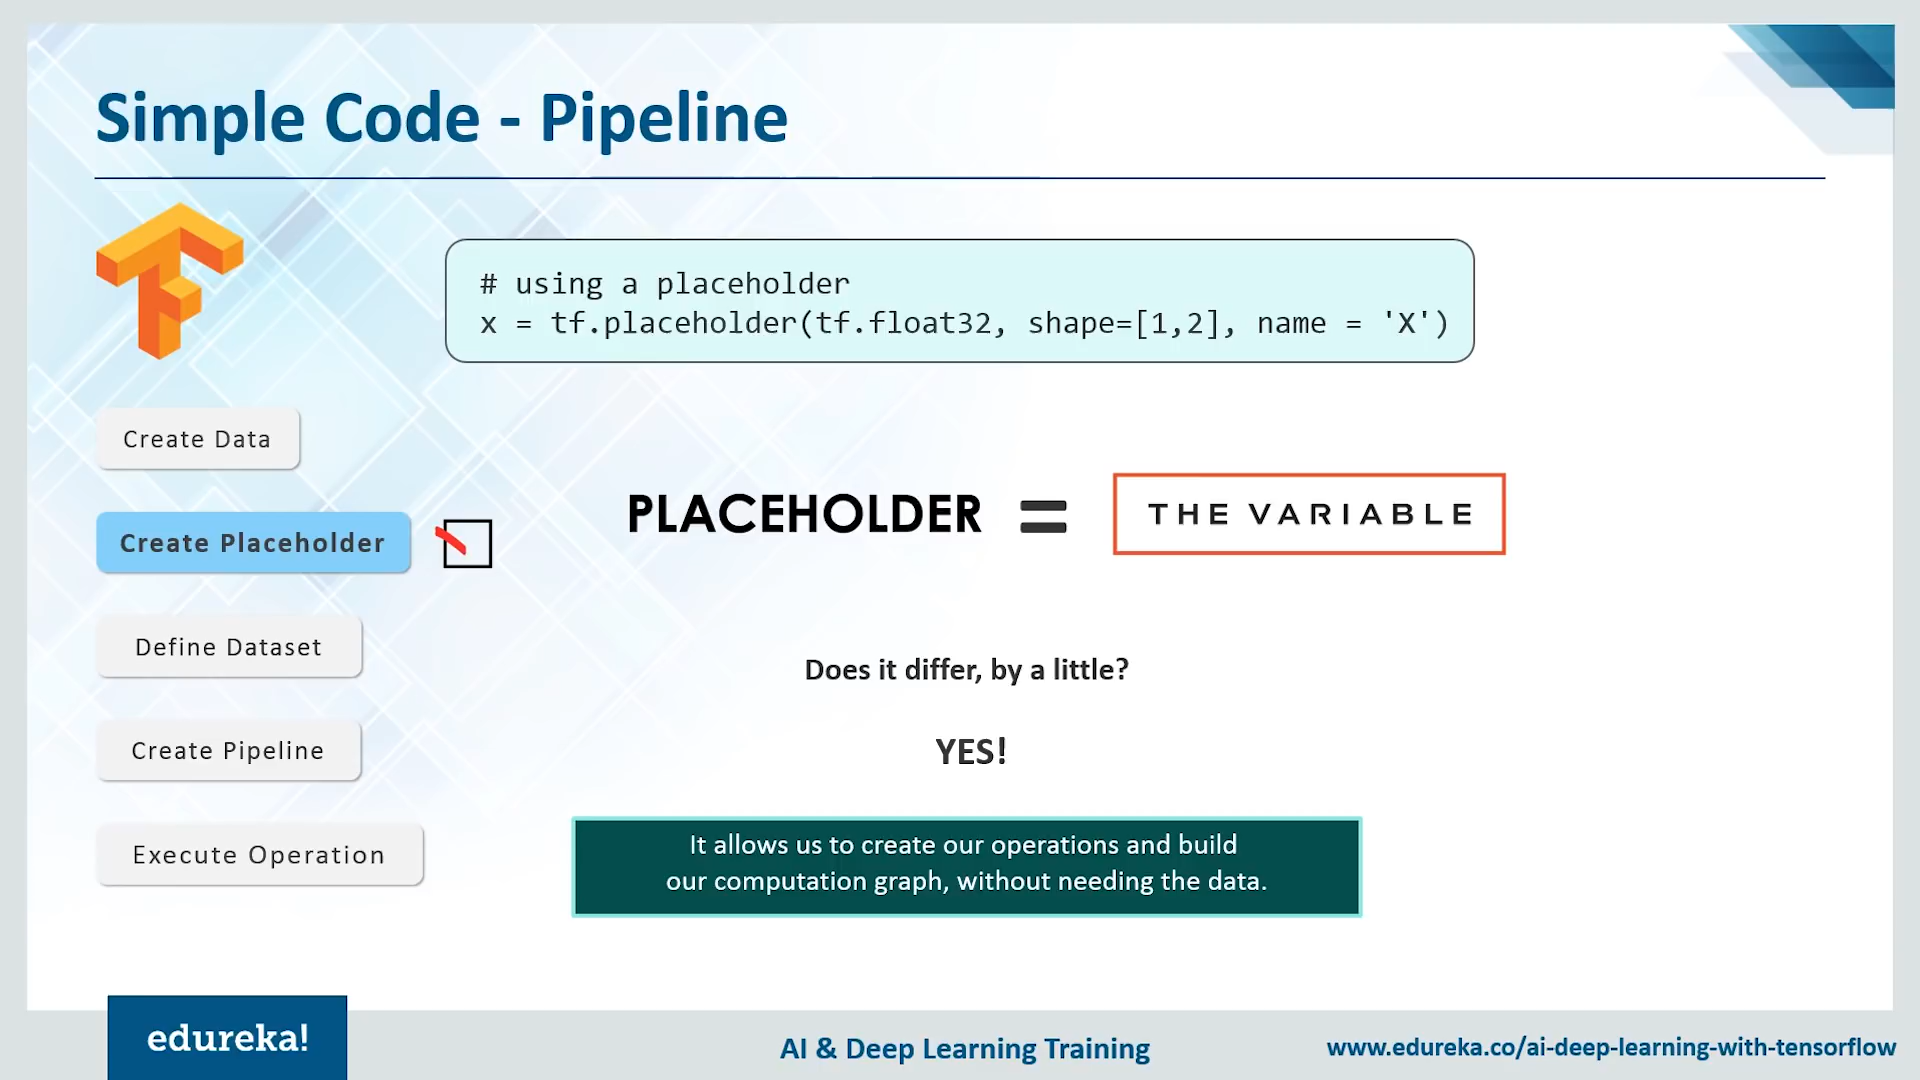 Simple Code - Pipeline
# using a placeholder
x = tf.placeholder(tf.float32, shape=[1,2], name = 'X')
Create Data
Create Placeholder
Define Dataset
Create Pipeline
Execute Operation
PLACEHOLDER = THE VARIABLE
Does it differ, by a little?
YES!
It allows us to create our operations and build
our computation graph, without needing the data.
edureka!
AI & Deep Learning Training
www.edureka.co/ai-deep-learning-with-tensorflow